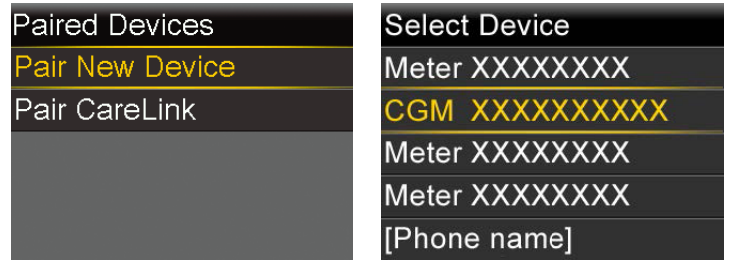 Paired Devices
Pair New Device
Pair CareLink
Select Device
Meter XXXXXXXX
CGM XXXXXXXXXX
Meter XXXXXXXX
Meter XXXXXXXX
[Phone name]